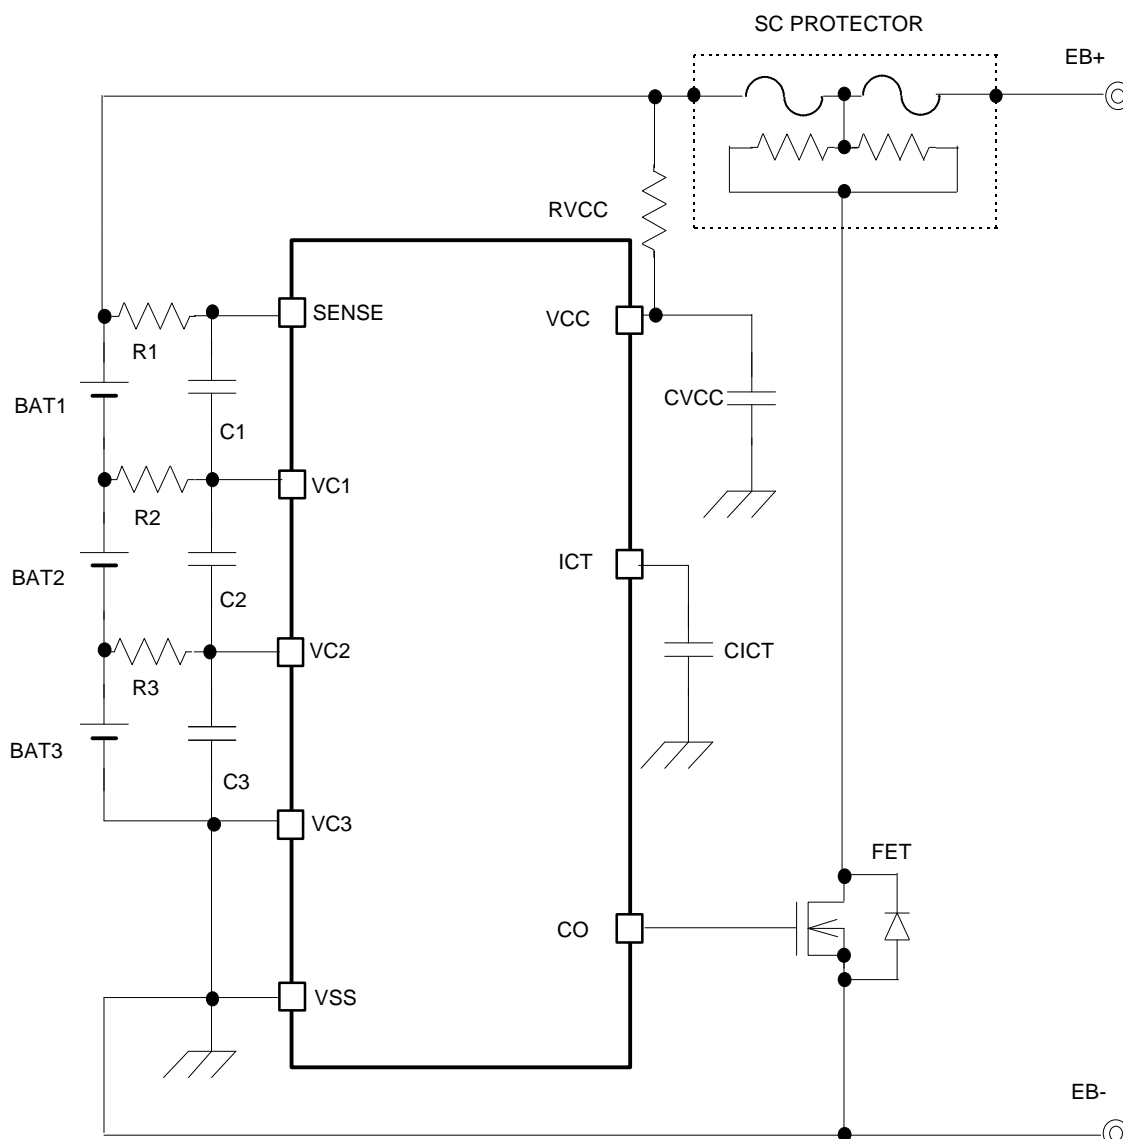 SC PROTECTOR
EB+
RVCC
SENSE
VCC
R1
BAT1
CVCC
C1
VC1
R2
ICT
BAT2
C2
VC2
CICT
R3
BAT3
C3
VC3
FET
CO
VSS
EB-